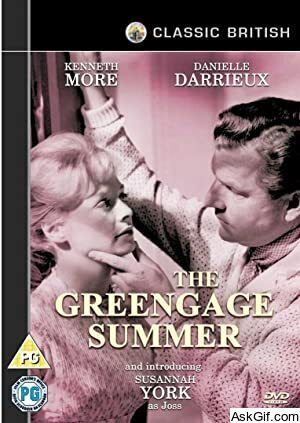 CLASSIC BRITISH
KENNETH
MORE
DANIELLE
DARRIEUX
THE
GREENGAGE
SUMMER
and introducing
SUSANNAH
YORK
as Joss
PG
PG
DVD
VIDEO
AskGif.com